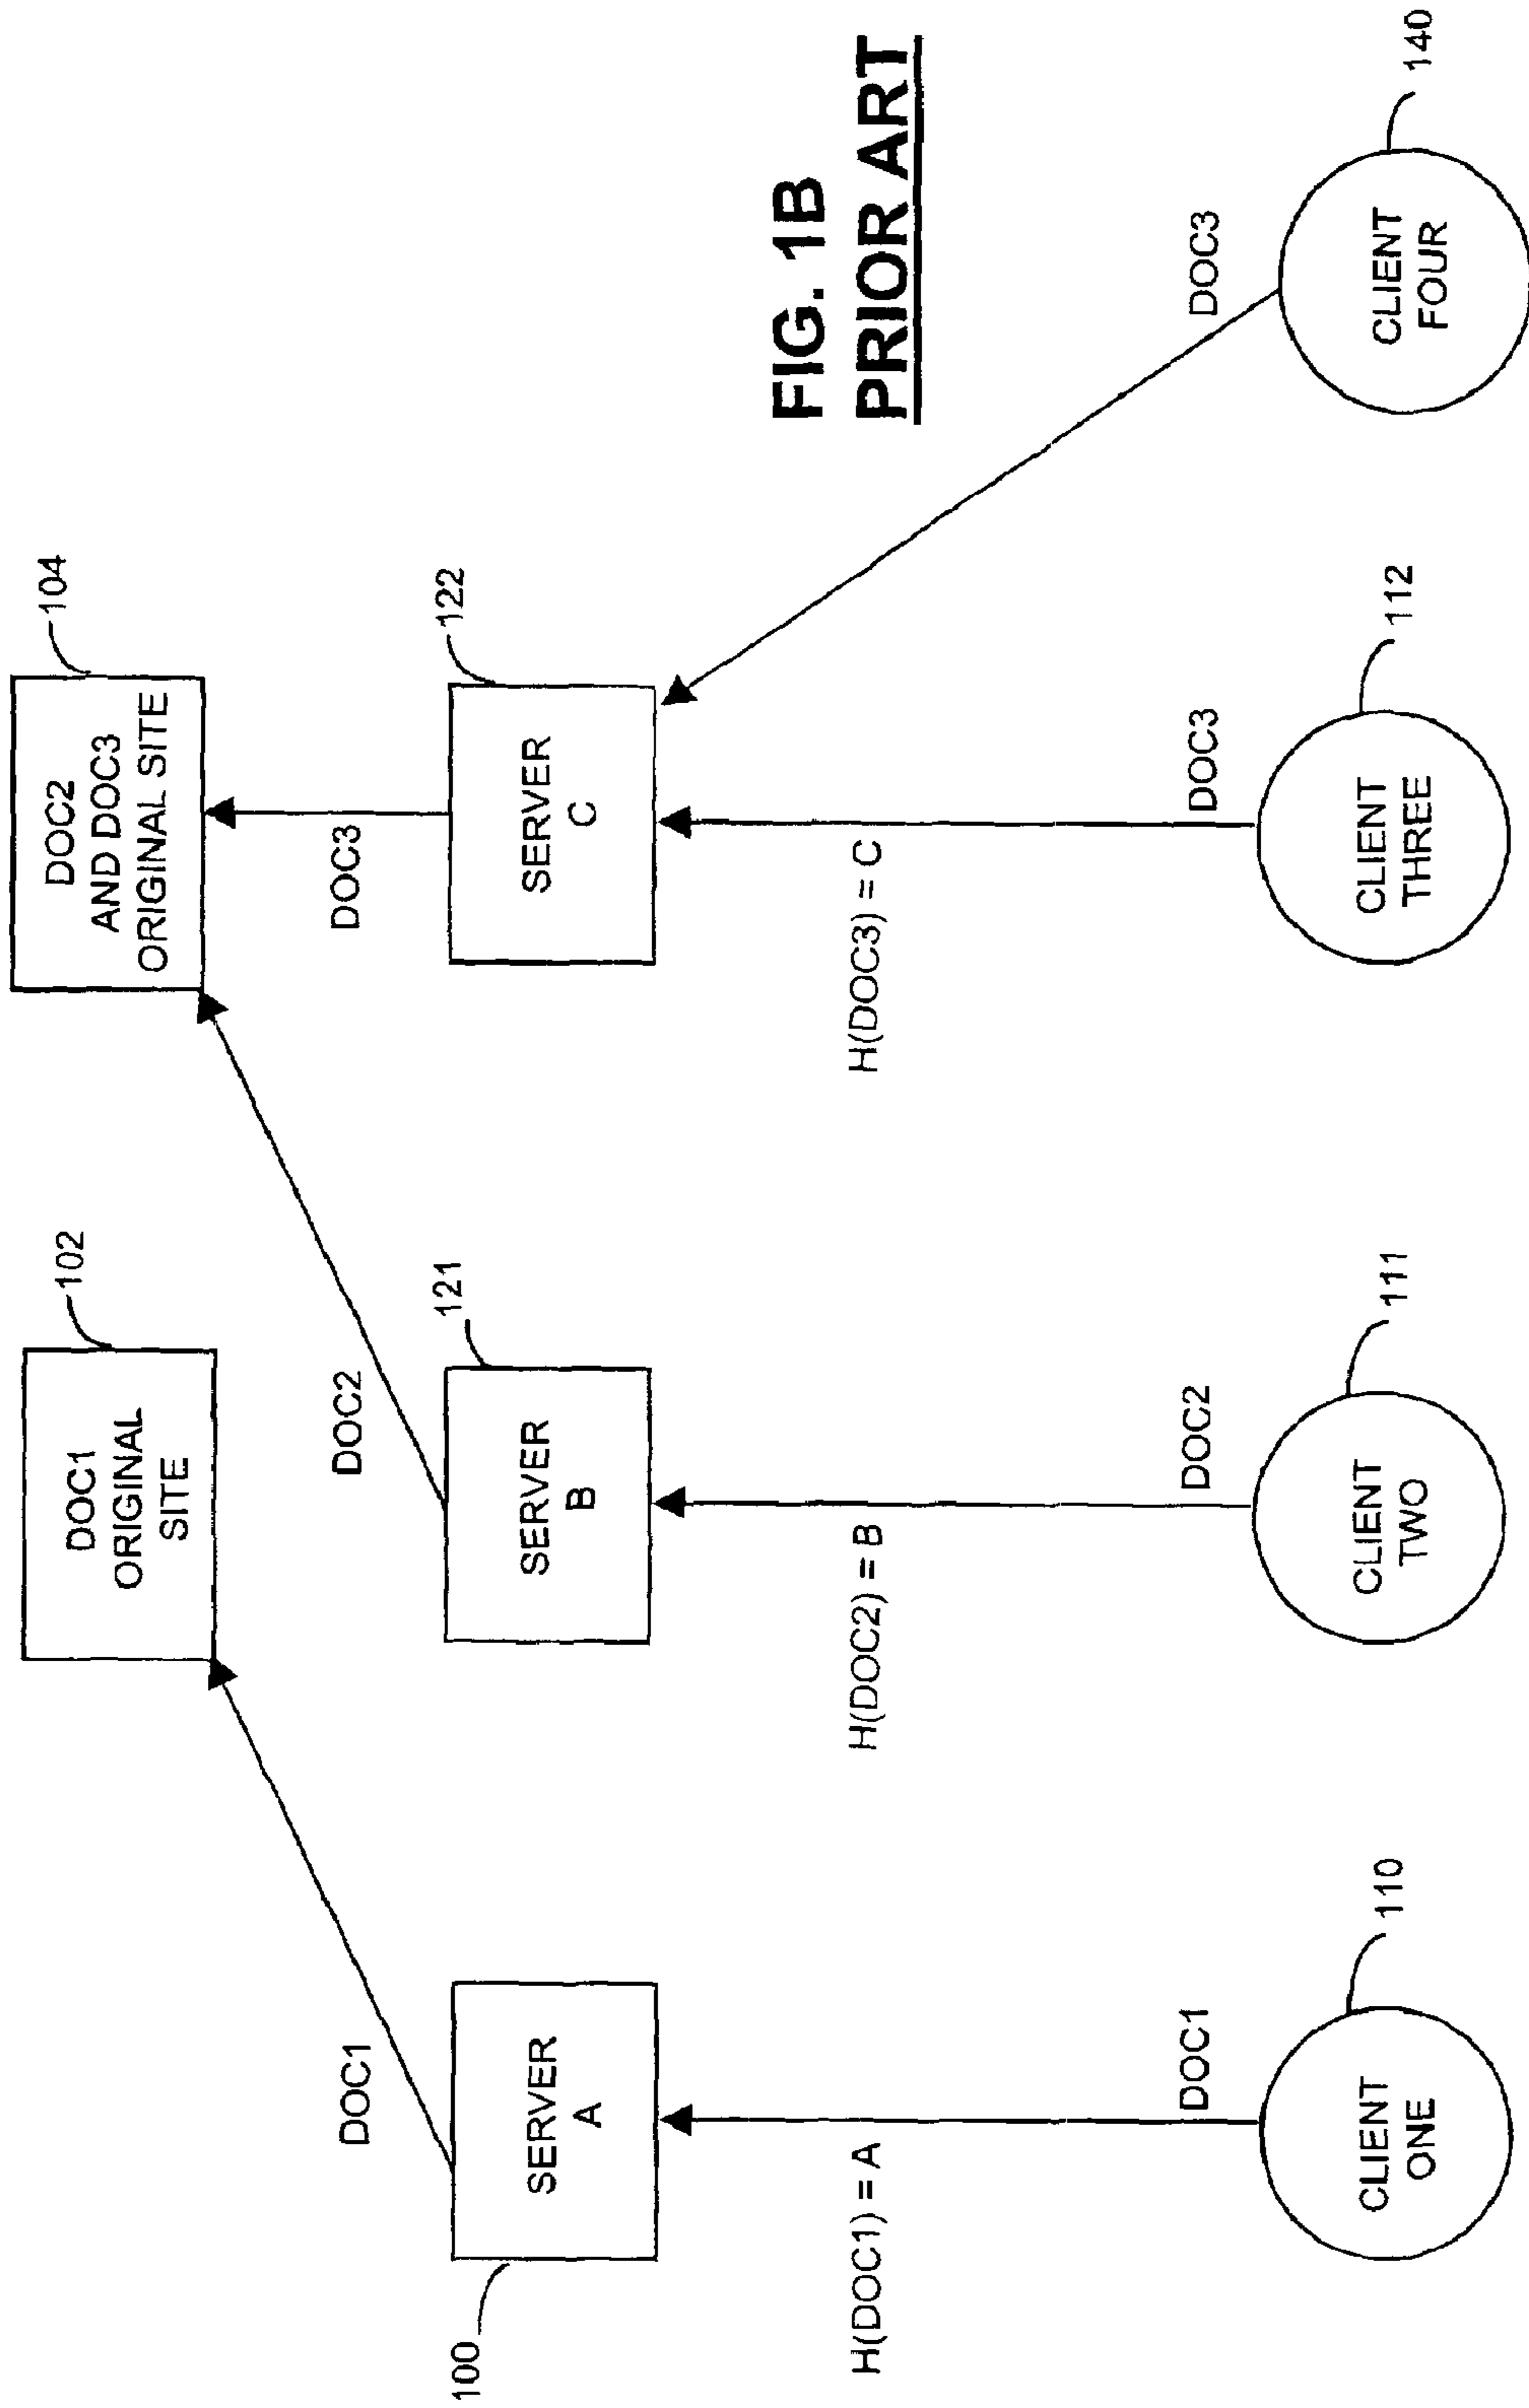 DOC1
ORIGINAL
SITE
102
DOC2
AND DOC3
ORIGINAL SITE
104
DOC1
DOC2
DOC3
100
SERVER
A
SERVER
B
121
SERVER
C
122
H(DOC1) = A
H(DOC2) = B
H(DOC3) = C
FIG. 1B
PRIOR ART
DOC1
DOC2
DOC3
DOC3
CLIENT
ONE
110
CLIENT
TWO
111
CLIENT
THREE
112
CLIENT
FOUR
140